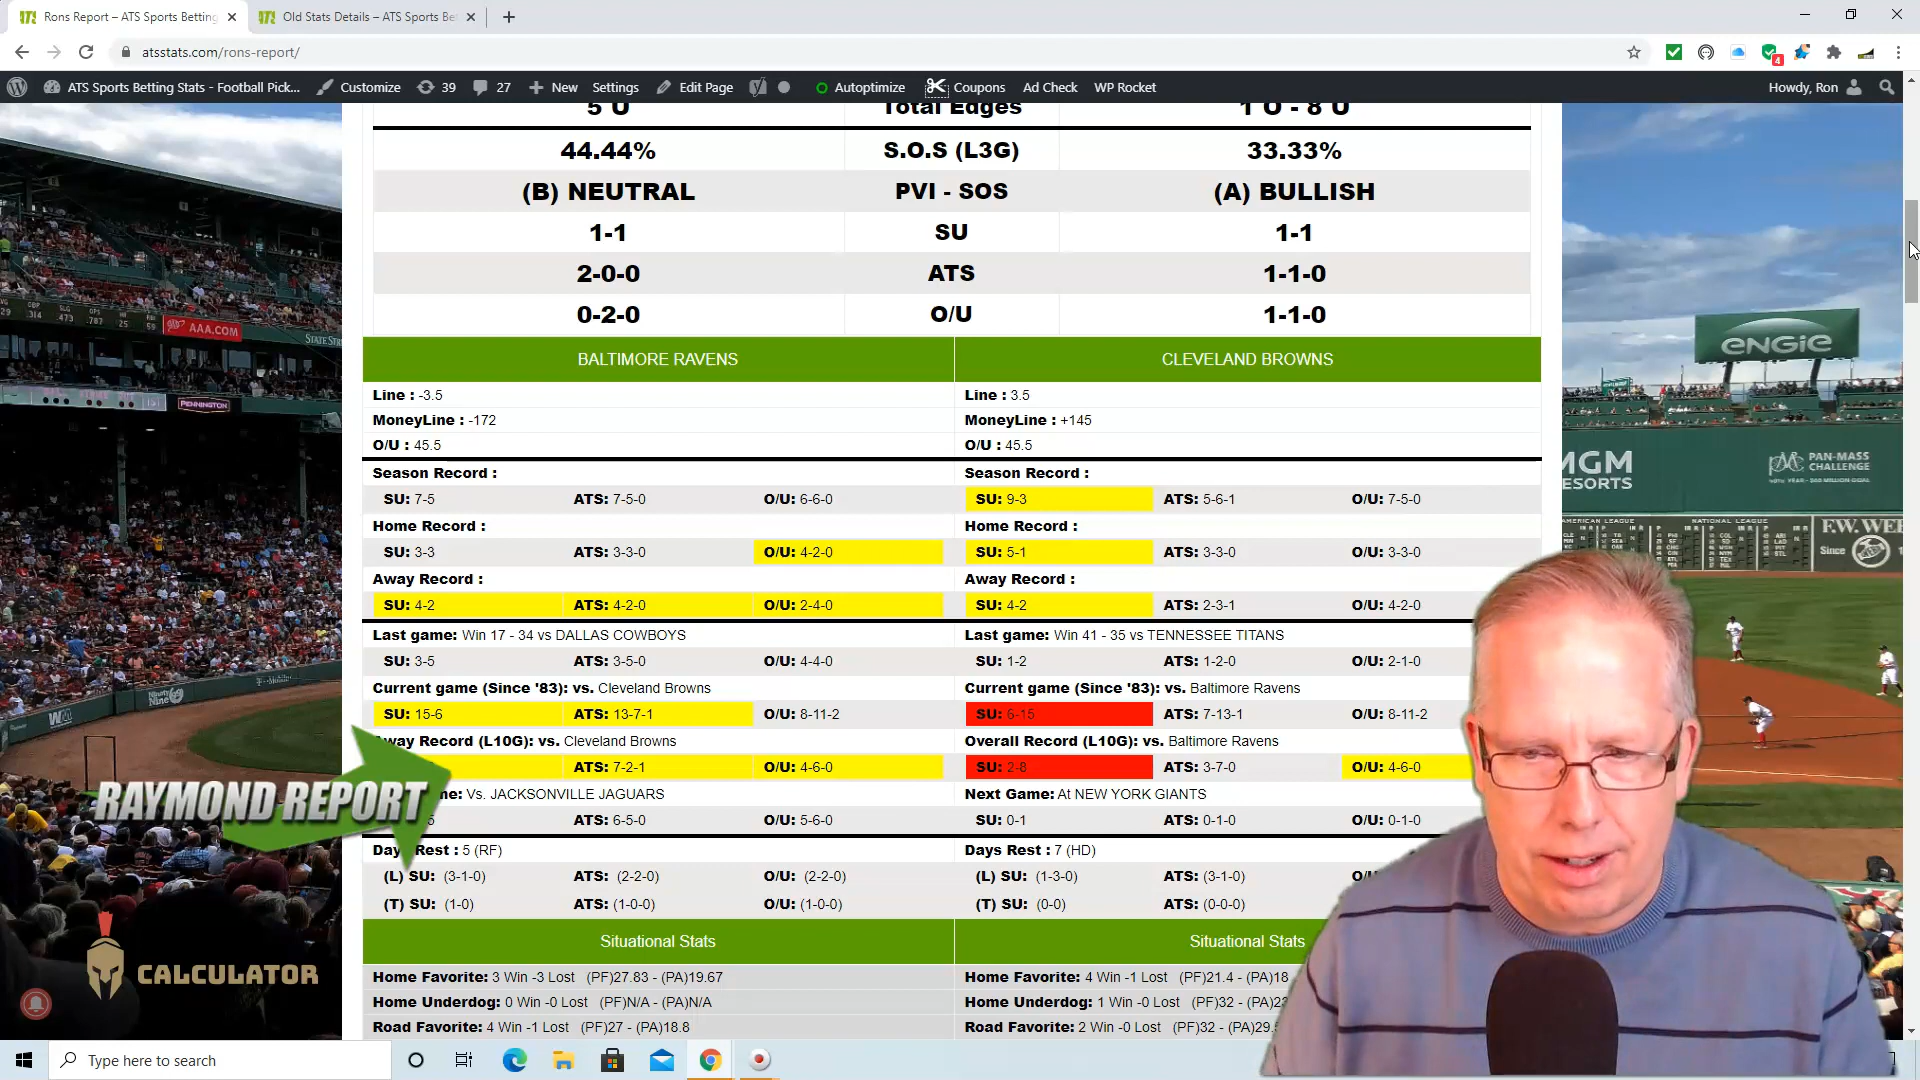 Rons Report – ATS Sports Betting
Old Stats Details – ATS Sports Be
atsstats.com/rons-report/
4
ATS Sports Betting Stats - Football Pick...
Customize
39
27
New
Settings
Edit Page
Autoptimize
Coupons
Ad Check
WP Rocket
Howdy, Ron
5 U Total Edges 1 O - 8 U
44.44% S.O.S (L3G) 33.33%
(B) NEUTRAL PVI - SOS (A) BULLISH
1-1 SU 1-1
2-0-0 ATS 1-1-0
0-2-0 O/U 1-1-0
BALTIMORE RAVENS CLEVELAND BROWNS
Line : -3.5 Line : 3.5
MoneyLine : -172 MoneyLine : +145
O/U : 45.5 O/U : 45.5
Season Record : Season Record :
SU: 7-5 ATS: 7-5-0 O/U: 6-6-0 SU: 9-3 ATS: 5-6-1 O/U: 7-5-0
Home Record : Home Record :
SU: 3-3 ATS: 3-3-0 O/U: 4-2-0 SU: 5-1 ATS: 3-3-0 O/U: 3-3-0
Away Record : Away Record :
SU: 4-2 ATS: 4-2-0 O/U: 2-4-0 SU: 4-2 ATS: 2-3-1 O/U: 4-2-0
Last game: Win 17 - 34 vs DALLAS COWBOYS Last game: Win 41 - 35 vs TENNESSEE TITANS
SU: 3-5 ATS: 3-5-0 O/U: 4-4-0 SU: 1-2 ATS: 1-2-0 O/U: 2-1-0
Current game (Since '83): vs. Cleveland Browns Current game (Since '83): vs. Baltimore Ravens
SU: 15-6 ATS: 13-7-1 O/U: 8-11-2 SU: 6-15 ATS: 7-13-1 O/U: 8-11-2
way Record (L10G): vs. Cleveland Browns Overall Record (L10G): vs. Baltimore Ravens
ATS: 7-2-1 O/U: 4-6-0 SU: 2-8 ATS: 3-7-0 O/U: 4-6-0
me: Vs. JACKSONVILLE JAGUARS Next Game: At NEW YORK GIANTS
5 ATS: 6-5-0 O/U: 5-6-0 SU: 0-1 ATS: 0-1-0 O/U: 0-1-0
Days Rest : 5 (RF) Days Rest : 7 (HD)
(L) SU: (3-1-0) ATS: (2-2-0) O/U: (2-2-0) (L) SU: (1-3-0) ATS: (3-1-0) O/U
(T) SU: (1-0) ATS: (1-0-0) O/U: (1-0-0) (T) SU: (0-0) ATS: (0-0-0)
Situational Stats Situational Stats
Home Favorite: 3 Win -3 Lost (PF)27.83 - (PA)19.67 Home Favorite: 4 Win -1 Lost (PF)21.4 - (PA)18
Home Underdog: 0 Win -0 Lost (PF)N/A - (PA)N/A Home Underdog: 1 Win -0 Lost (PF)32 - (PA)2
Road Favorite: 4 Win -1 Lost (PF)27 - (PA)18.8 Road Favorite: 2 Win -0 Lost (PF)32 - (PA)29.
RAYMOND REPORT
CALCULATOR
AAA.COM
STATE STR
PENNINGTON
ENGIE
MGM
ESORTS
PAN-MASS
CHALLENGE
AMERICAN LEAGUE
NATIONAL LEAGUE
F.W. WE
Since
Type here to search